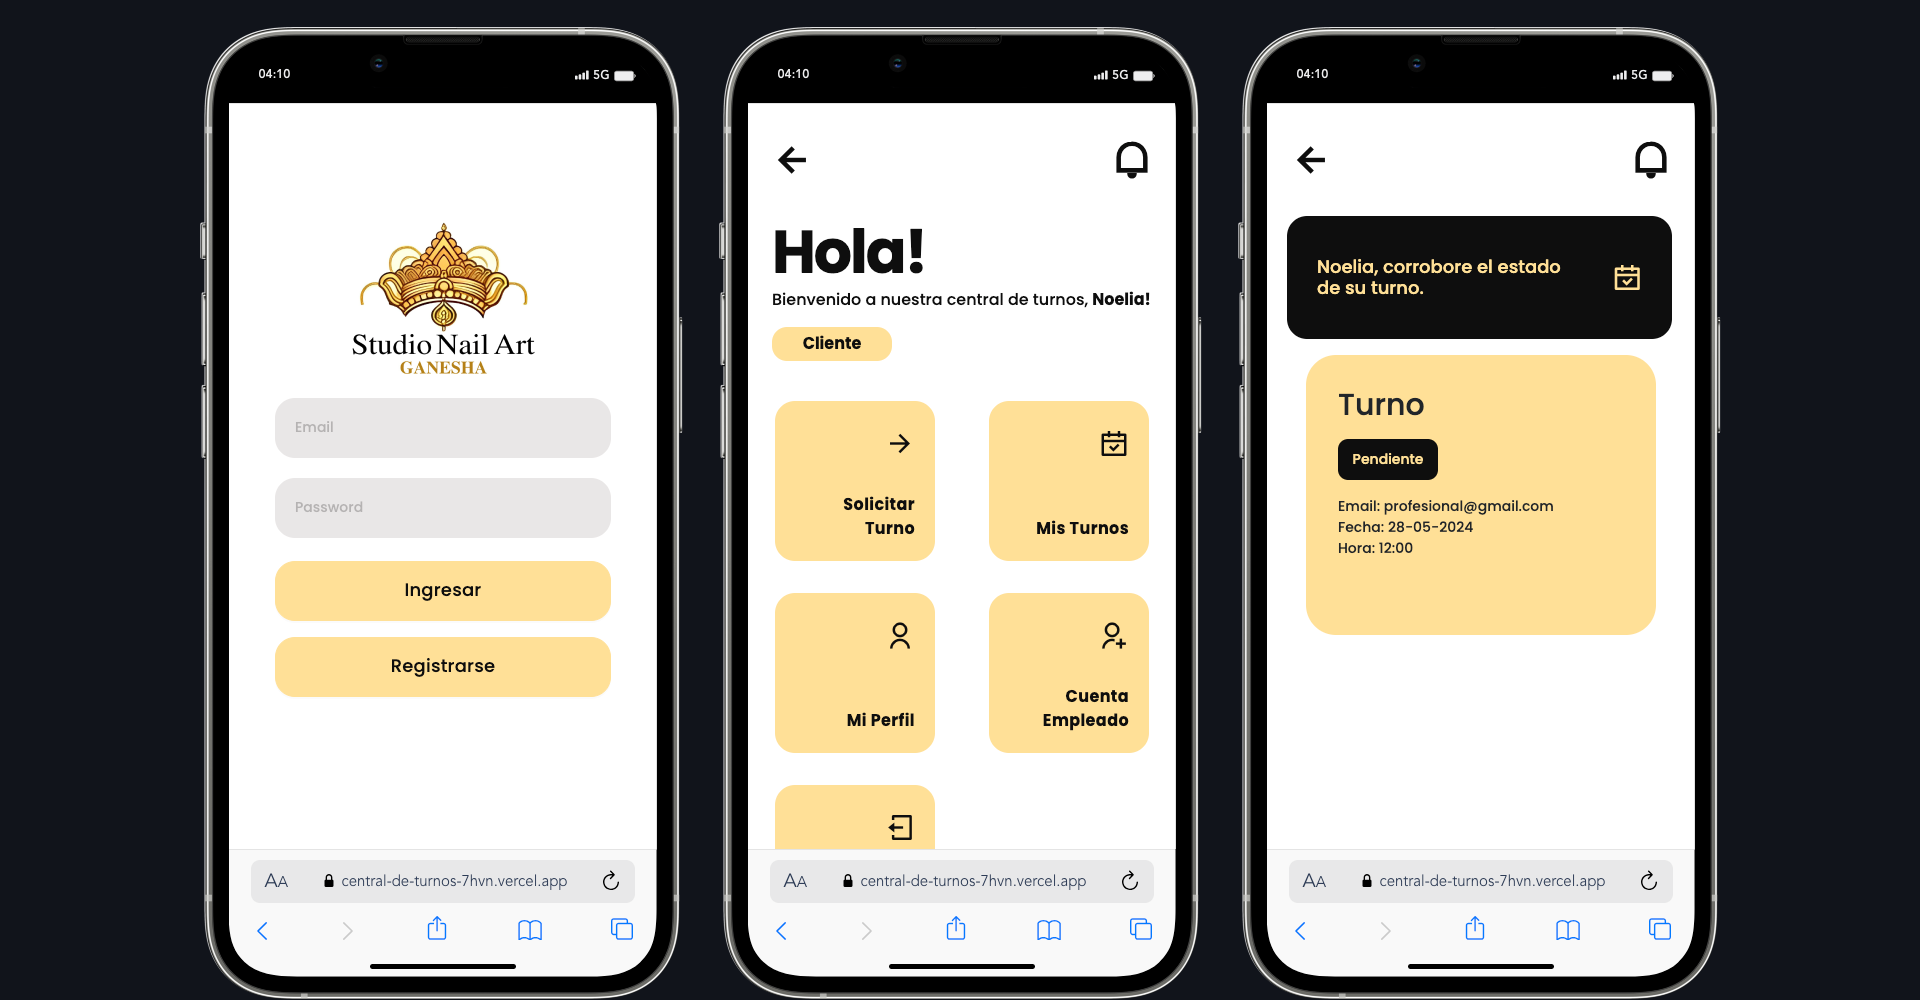 04:10
5G
Studio Nail Art
GANESHA
Email
Password
Ingresar
Registrarse
AA
central-de-turnos-7hvn.vercel.app
04:10
5G
Hola!
Bienvenido a nuestra central de turnos, Noelia!
Cliente
Solicitar
Turno
Mis Turnos
Mi Perfil
Cuenta
Empleado
AA
central-de-turnos-7hvn.vercel.app
04:10
5G
Noelia, corrobore el estado
de su turno.
Turno
Pendiente
Email: profesional@gmail.com
Fecha: 28-05-2024
Hora: 12:00
AA
central-de-turnos-7hvn.vercel.app